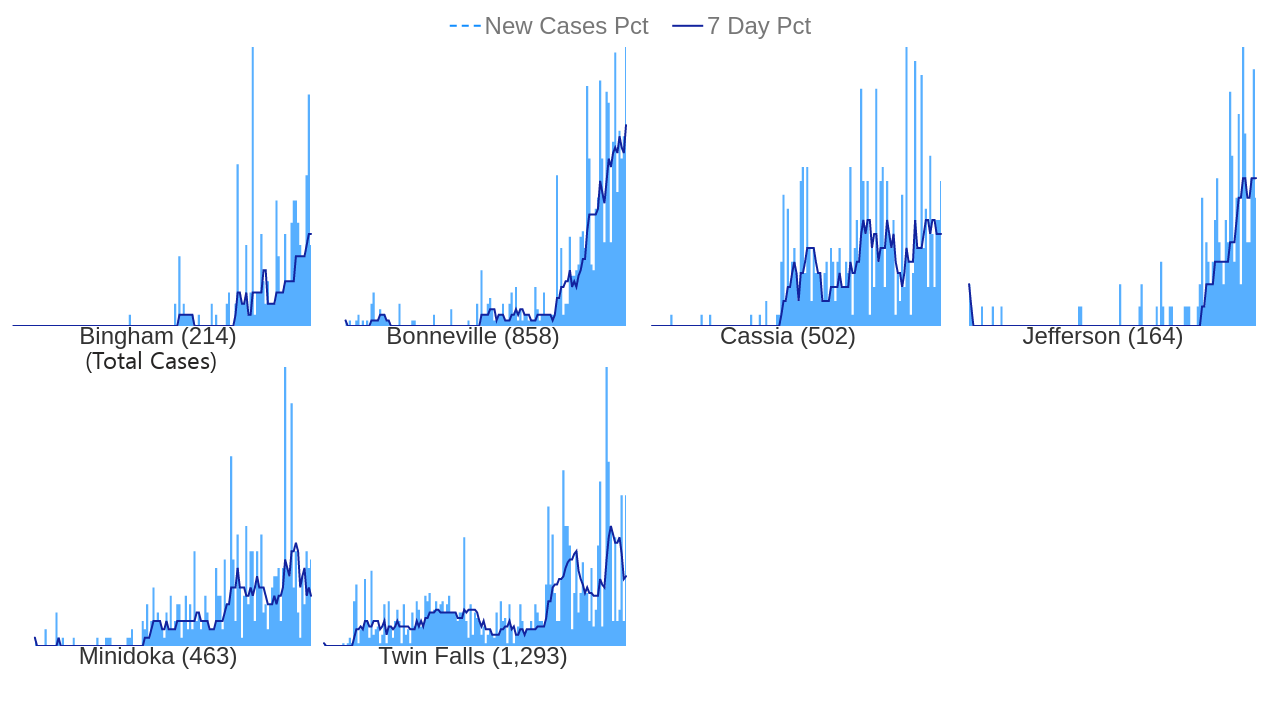 New Cases Pct 7 Day Pct
Bingham (214) Bonneville (858) Cassia (502) Jefferson (164)
(Total Cases)
Minidoka (463) Twin Falls (1,293)